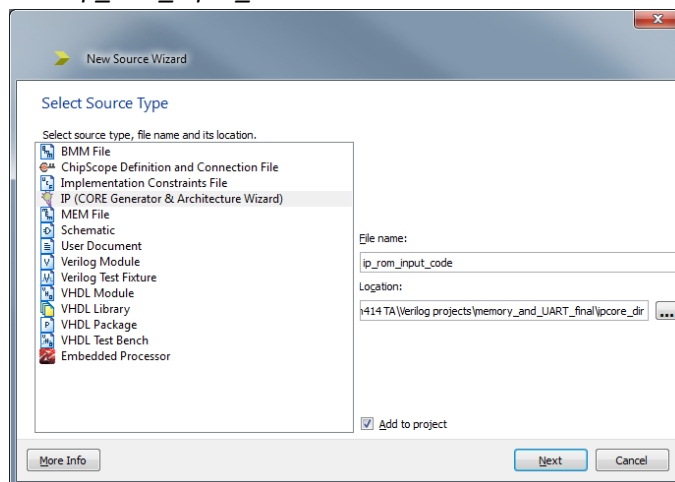 New Source Wizard
Select Source Type
Select source type, file name and its location.
BMM File
ChipScope Definition and Connection File
Implementation Constraints File
IP (CORE Generator & Architecture Wizard)
MEM File
Schematic
User Document
Verilog Module
Verilog Test Fixture
VHDL Module
VHDL Library
VHDL Package
VHDL Test Bench
Embedded Processor
File name:
ip_rom_input_code
Location:
414 TA\Verilog projects\memory_and_UART_final\ipcore_dir
...
Add to project
More Info
Next
Cancel